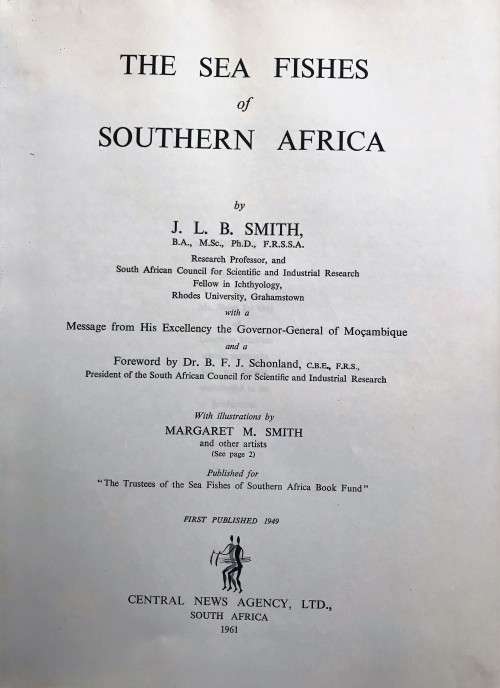 THE SEA FISHES
of
SOUTHERN AFRICA
by
J. L. B. SMITH,
B.A., M.Sc., Ph.D., F.R.S.S.A.
Research Professor, and
South African Council for Scientific and Industrial Research
Fellow in Ichthyology,
Rhodes University, Grahamstown
with a
Message from His Excellency the Governor-General of Moçambique
and a
Foreword by Dr. B. F. J. Schonland, C.B.E., F.R.S.,
President of the South African Council for Scientific and Industrial Research
With illustrations by
MARGARET M. SMITH
and other artists
(See page 2)
Published for
"The Trustees of the Sea Fishes of Southern Africa Book Fund"
FIRST PUBLISHED 1949
CENTRAL NEWS AGENCY, LTD.,
SOUTH AFRICA
1961